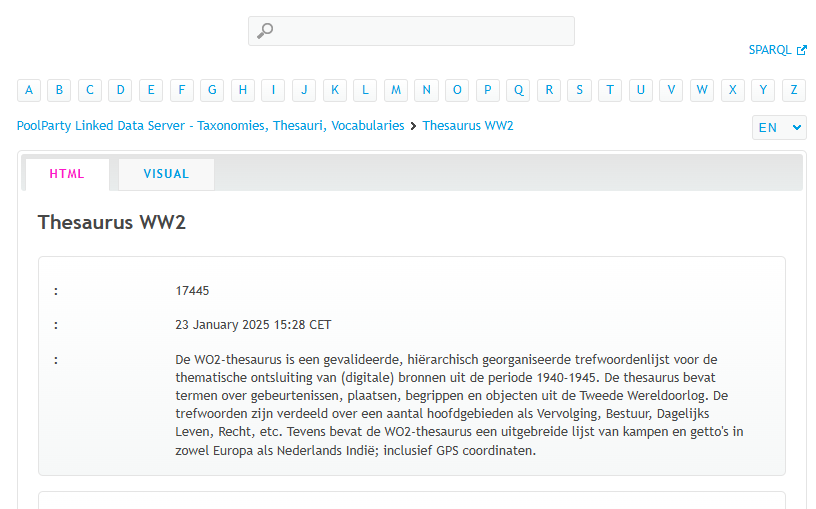 SPARQL
A B C D E F G H I J K L M N O P Q R S T U V W X Y Z
PoolParty Linked Data Server - Taxonomies, Thesauri, Vocabularies > Thesaurus WW2
EN
HTML VISUAL
Thesaurus WW2
: 17445
: 23 January 2025 15:28 CET
: De WO2-thesaurus is een gevalideerde, hiërarchisch georganiseerde trefwoordenlijst voor de
thematische ontsluiting van (digitale) bronnen uit de periode 1940-1945. De thesaurus bevat
termen over gebeurtenissen, plaatsen, begrippen en objecten uit de Tweede Wereldoorlog. De
trefwoorden zijn verdeeld over een aantal hoofdgebieden als Vervolging, Bestuur, Dagelijks
Leven, Recht, etc. Tevens bevat de WO2-thesaurus een uitgebreide lijst van kampen en getto's in
zowel Europa als Nederlands Indië; inclusief GPS coordinaten.